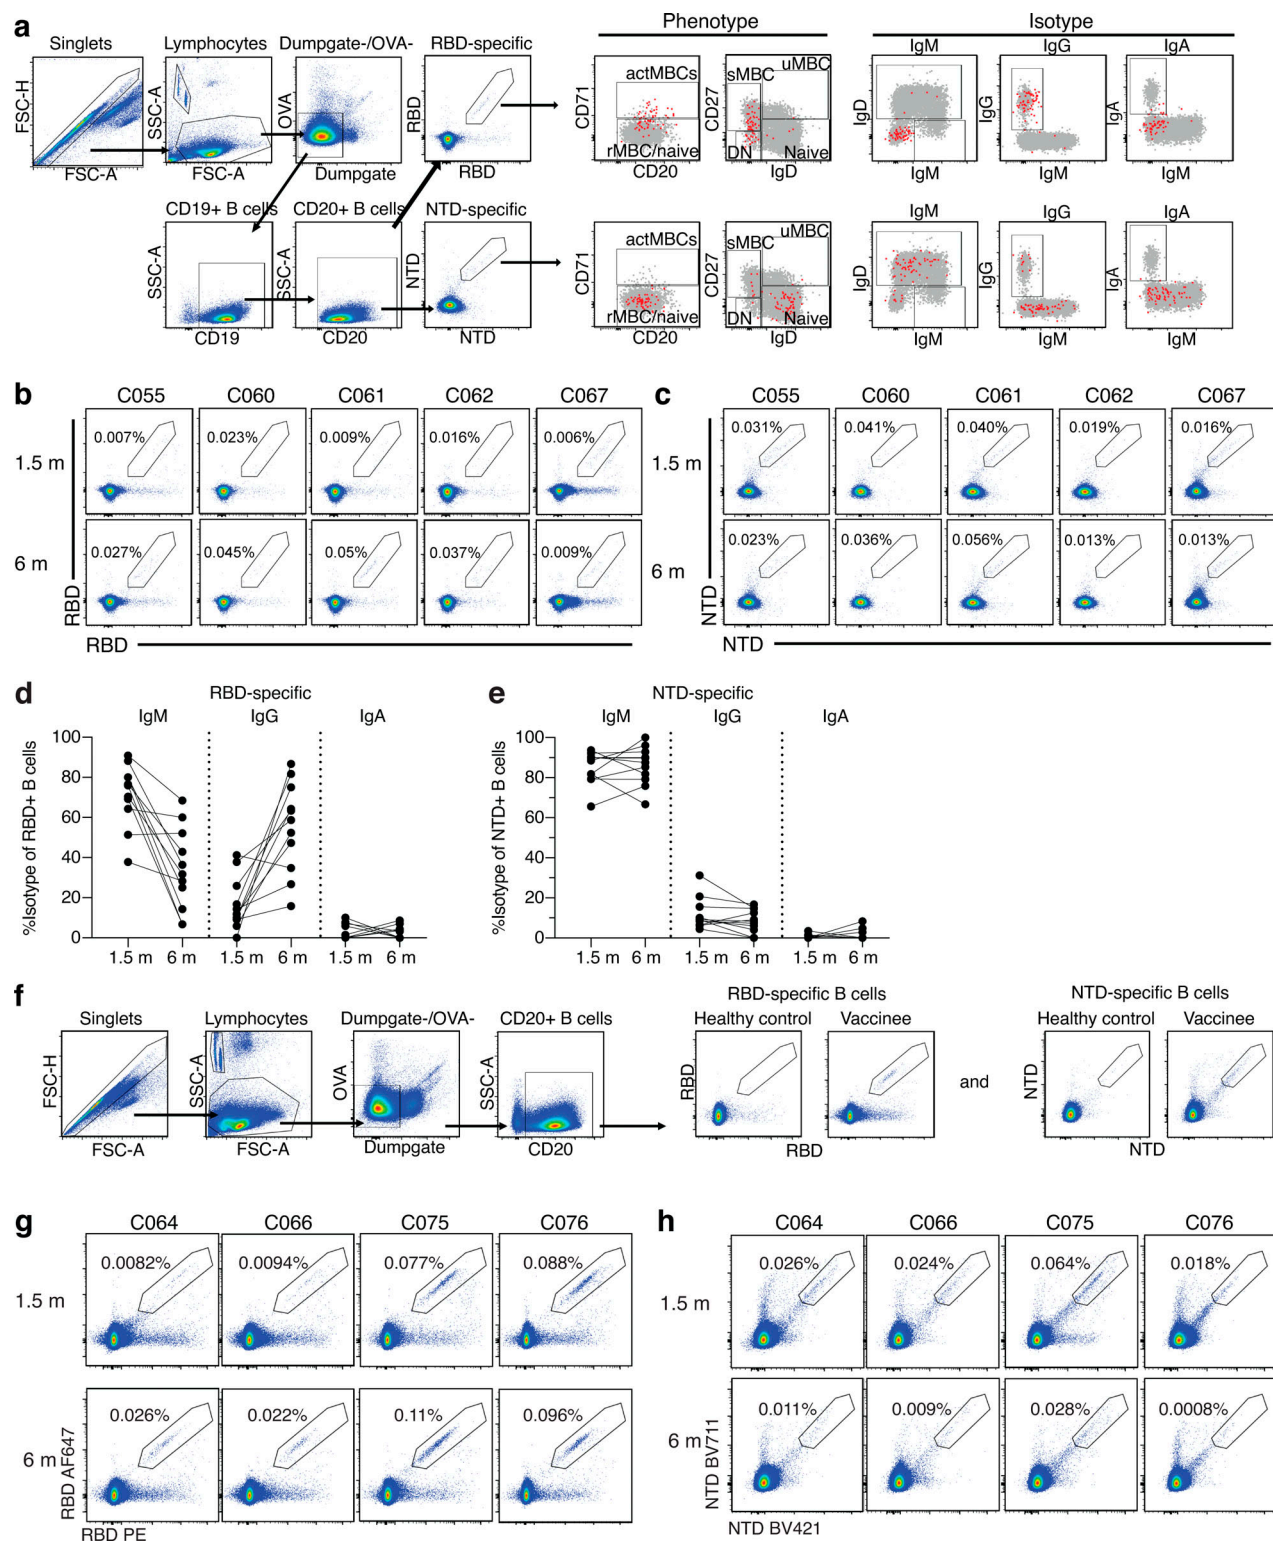 a
Phenotype
Isotype
Singlets
Lymphocytes
Dumpgate-/OVA-
RBD-specific
IgM
IgG
IgA
FSC-H
SSC-A
OVA
RBD
CD71
actMBCs
rMBC/naive
CD27
sMBC
uMBC
DN
Naive
IgD
IgG
IgA
FSC-A
FSC-A
Dumpgate
RBD
CD20
IgD
IgM
IgM
IgM
CD19+ B cells
CD20+ B cells
NTD-specific
IgM
IgG
IgA
SSC-A
SSC-A
NTD
CD71
actMBCs
rMBC/naive
CD27
sMBC
uMBC
DN
Naive
IgD
IgG
IgA
CD19
CD20
NTD
CD20
IgD
IgM
IgM
IgM
b
C055 C060 C061 C062 C067
1.5 m
0.007% 0.023% 0.009% 0.016% 0.006%
6 m
0.027% 0.045% 0.05% 0.037% 0.009%
RBD
RBD
c
C055 C060 C061 C062 C067
1.5 m
0.031% 0.041% 0.040% 0.019% 0.016%
6 m
0.023% 0.036% 0.056% 0.013% 0.013%
NTD
NTD
d
RBD-specific
IgM IgG IgA
%Isotype of RBD+ B cells
100
80
60
40
20
0
1.5 m 6 m 1.5 m 6 m 1.5 m 6 m
e
NTD-specific
IgM IgG IgA
%Isotype of NTD+ B cells
100
80
60
40
20
0
1.5 m 6 m 1.5 m 6 m 1.5 m 6 m
f
RBD-specific B cells
NTD-specific B cells
Singlets
Lymphocytes
Dumpgate-/OVA-
CD20+ B cells
Healthy control
Vaccinee
Healthy control
Vaccinee
FSC-H
SSC-A
OVA
SSC-A
RBD
and
NTD
FSC-A
FSC-A
Dumpgate
CD20
RBD
NTD
g
C064 C066 C075 C076
1.5 m
0.0082% 0.0094% 0.077% 0.088%
6 m
0.026% 0.022% 0.11% 0.096%
RBD AF647
RBD PE
h
C064 C066 C075 C076
1.5 m
0.026% 0.024% 0.064% 0.018%
6 m
0.011% 0.009% 0.028% 0.0008%
NTD BV711
NTD BV421